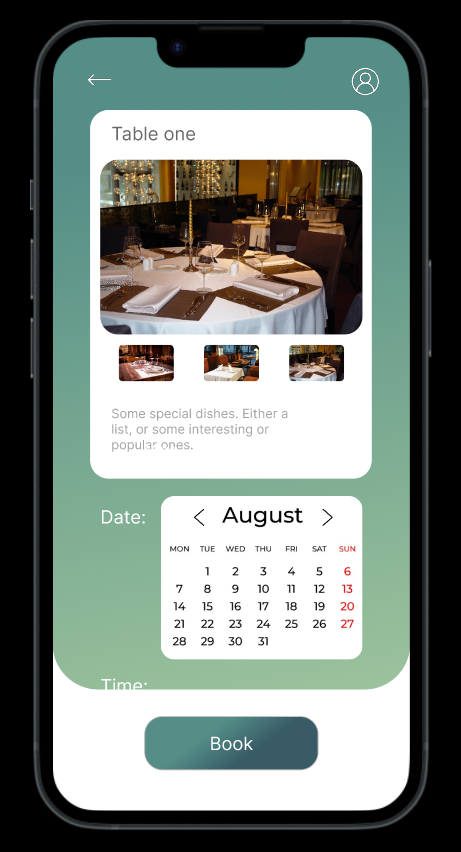 Table one
Some special dishes. Either a
list, or some interesting or
popular ones.
Date:
August
MON TUE WED THU FRI SAT SUN
1 2 3 4 5 6
7 8 9 10 11 12 13
14 15 16 17 18 19 20
21 22 23 24 25 26 27
28 29 30 31
Time:
Book